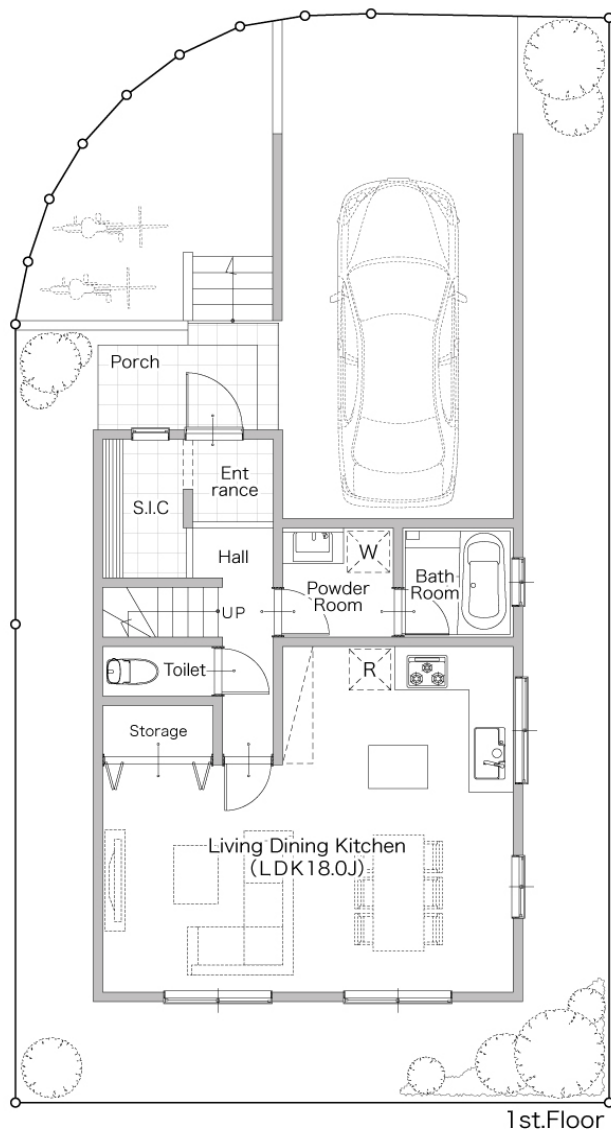 Porch
Ent
rance
S.I.C
Hall
W
Powder
Room
Bath
Room
UP
Toilet
R
Storage
Living Dining Kitchen
(LDK18.0J)
1st.Floor